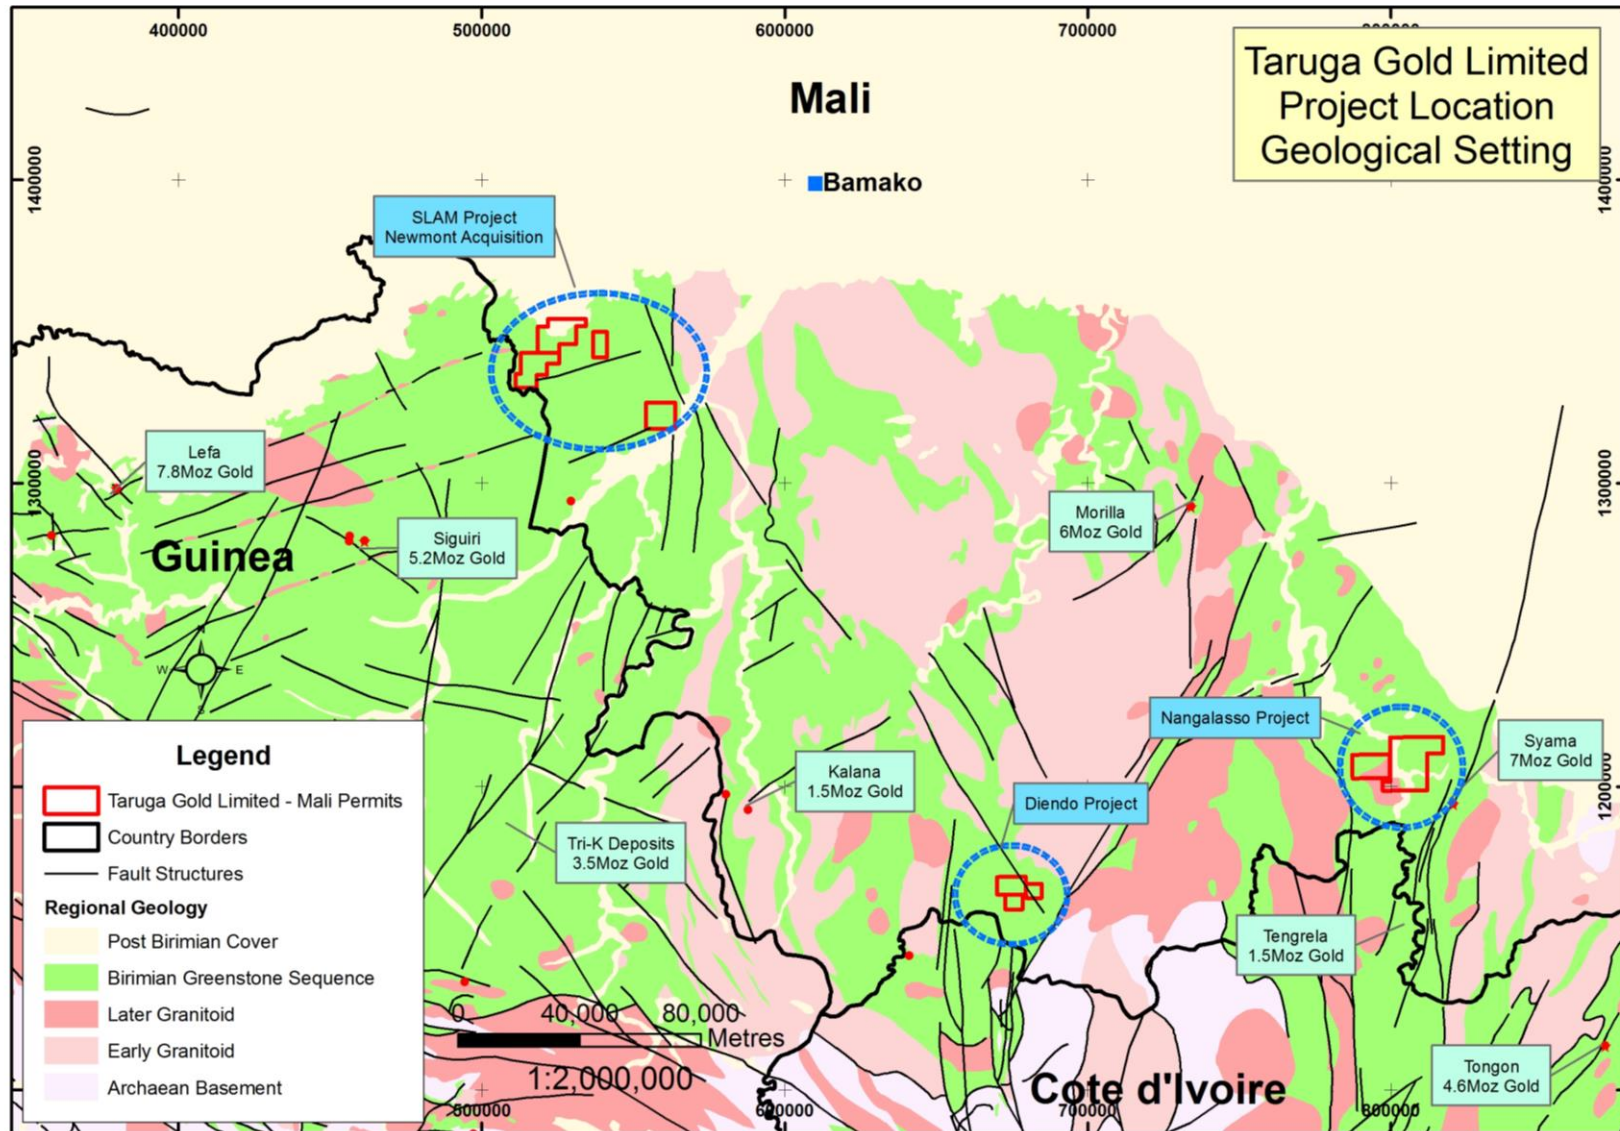 400000
500000
600000
700000
800000
Taruga Gold Limited
Project Location
Geological Setting
Mali
1400000
1400000
Bamako
SLAM Project
Newmont Acquisition
Lefa
7.8Moz Gold
1300000
1300000
Morilla
6Moz Gold
Siguiri
5.2Moz Gold
Guinea
N
W
E
S
Nangalasso Project
Syama
7Moz Gold
Kalana
1.5Moz Gold
Diendo Project
1200000
Tri-K Deposits
3.5Moz Gold
Tengrela
1.5Moz Gold
Legend
Taruga Gold Limited - Mali Permits
Country Borders
Fault Structures
Regional Geology
Post Birimian Cover
Birimian Greenstone Sequence
Later Granitoid
Early Granitoid
Archaean Basement
0
40,000
80,000
Metres
1:2,000,000
Cote d'Ivoire
Tongon
4.6Moz Gold
500000
600000
700000
800000